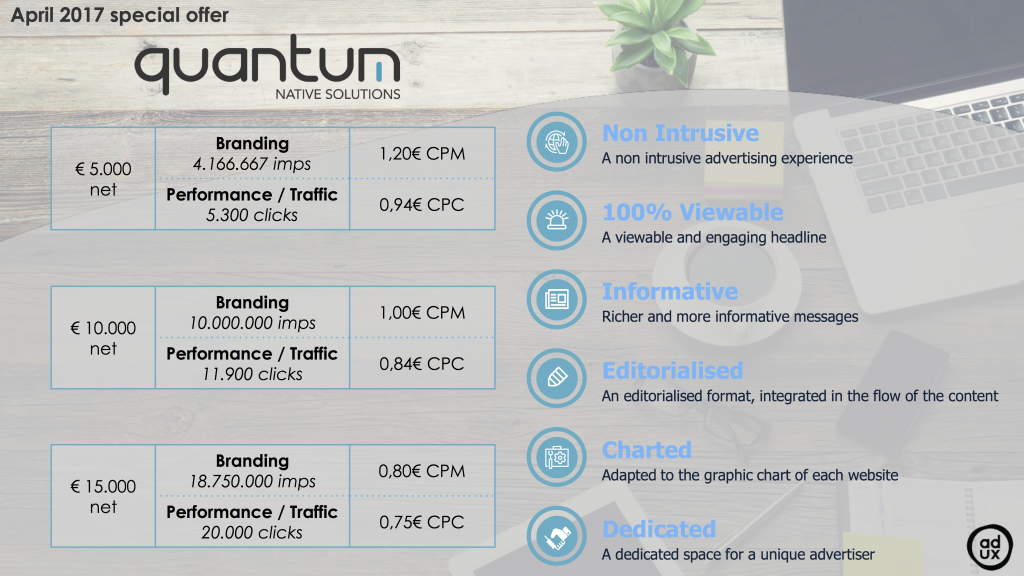 April 2017 special offer
quantum
NATIVE SOLUTIONS
€ 5.000
net
Branding
4.166.667 imps
1,20€ CPM
Performance / Traffic
5.300 clicks
0,94€ CPC
€ 10.000
net
Branding
10.000.000 imps
1,00€ CPM
Performance / Traffic
11.900 clicks
0,84€ CPC
€ 15.000
net
Branding
18.750.000 imps
0,80€ CPM
Performance / Traffic
20.000 clicks
0,75€ CPC
Non Intrusive
A non intrusive advertising experience
100% Viewable
A viewable and engaging headline
Informative
Richer and more informative messages
Editorialised
An editorialised format, integrated in the flow of the content
Charted
Adapted to the graphic chart of each website
Dedicated
A dedicated space for a unique advertiser
ad
ux